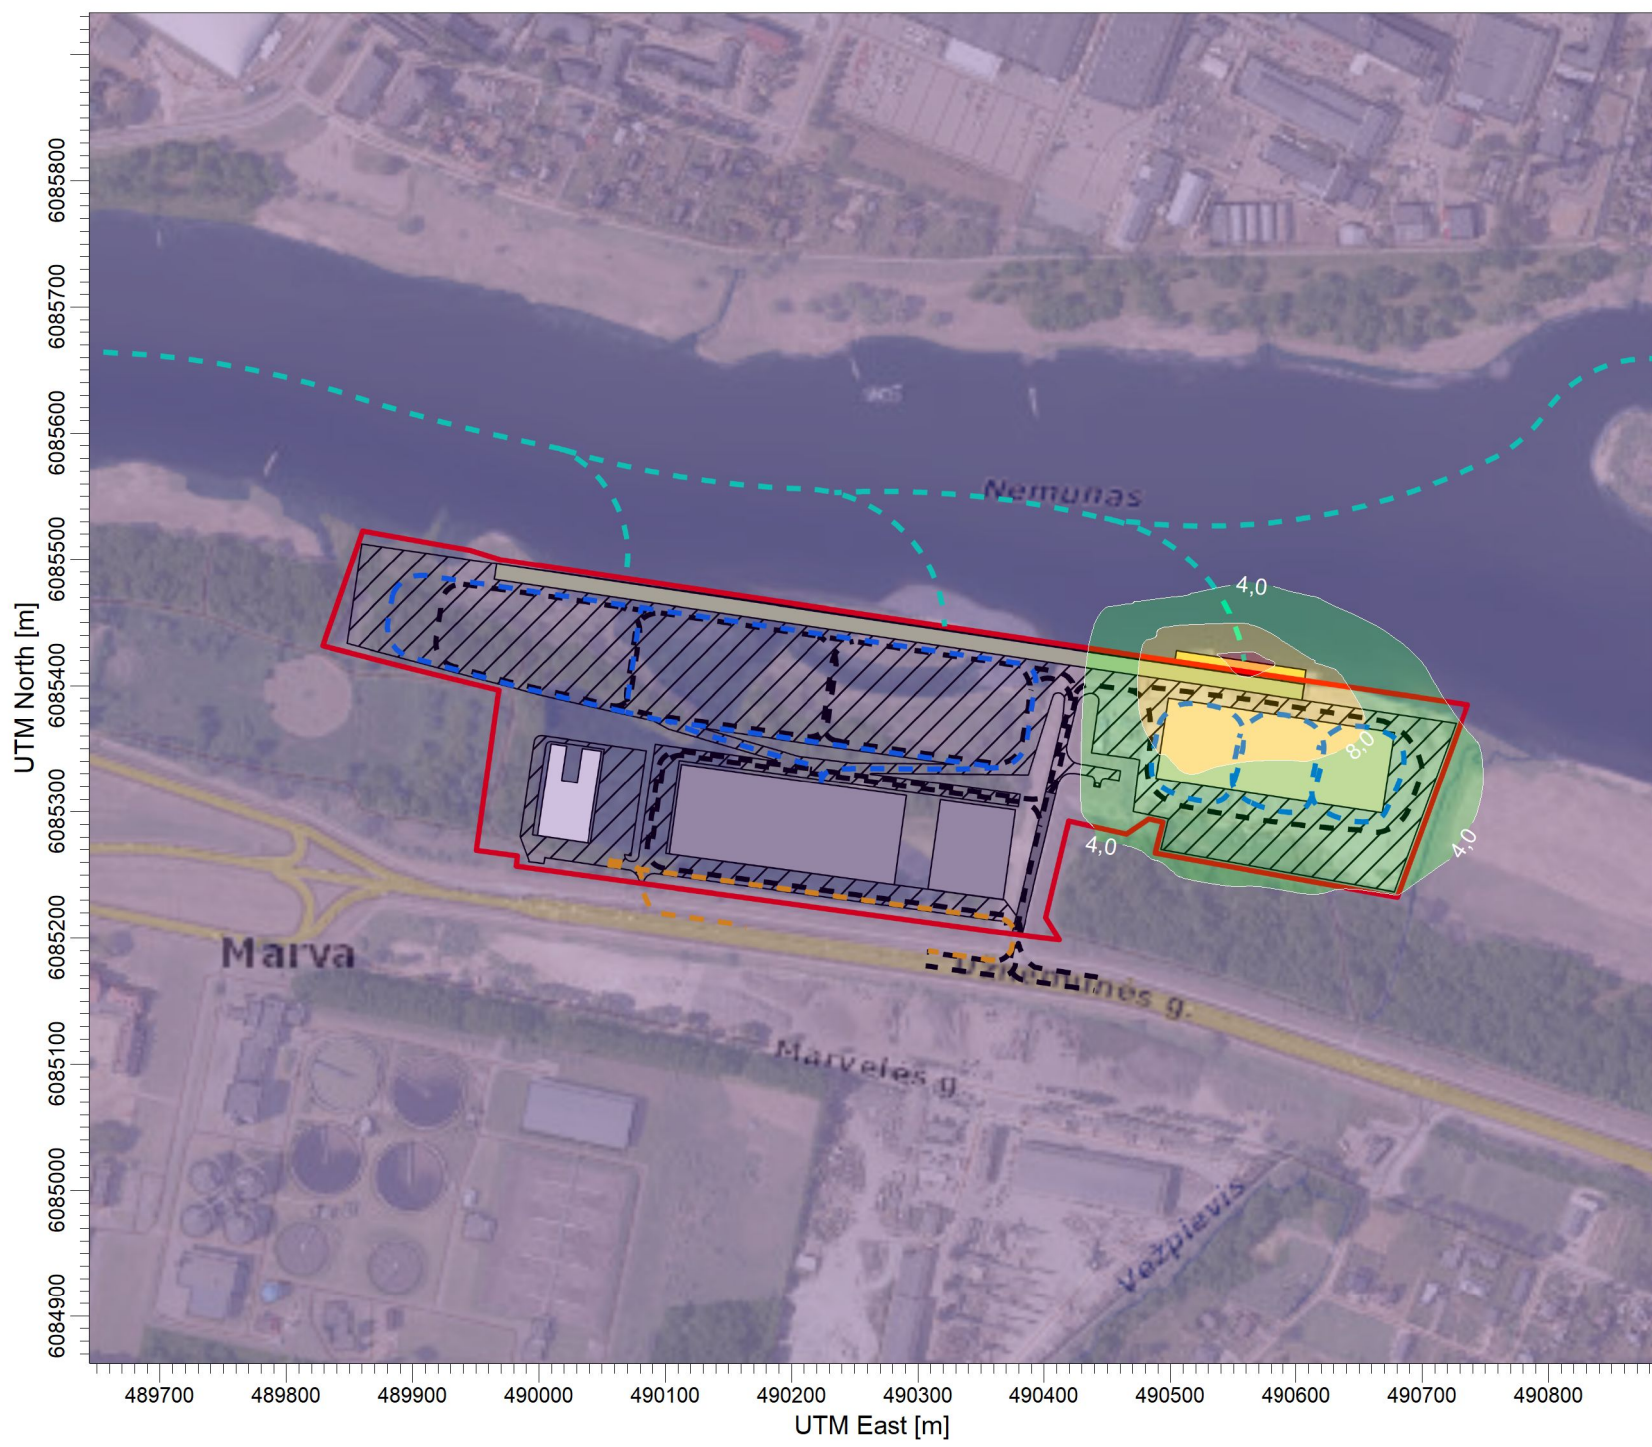 6085800
6085700
6085600
6085500
6085400
6085300
6085200
6085100
6085000
6084900
UTM North [m]
Nemunas
4,0
8,0
4,0
4,0
Marva
Užnemunės g.
Marvelės g.
Vežpievis
489700 489800 489900 490000 490100 490200 490300 490400 490500 490600 490700 490800
UTM East [m]